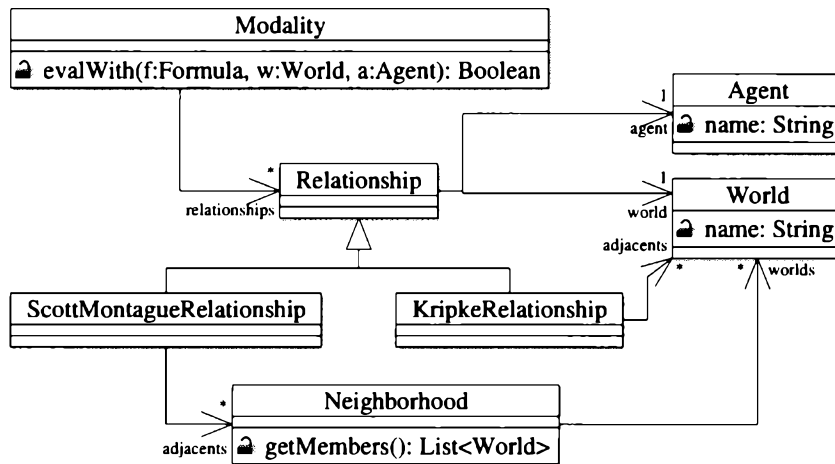 Modality
evalWith(f:Formula, w:World, a:Agent): Boolean
1
Agent
agent
name: String
*
Relationship
relationships
1
World
world
name: String
adjacents
*
*
worlds
ScottMontagueRelationship
KripkeRelationship
*
Neighborhood
adjacents
getMembers(): List<World>